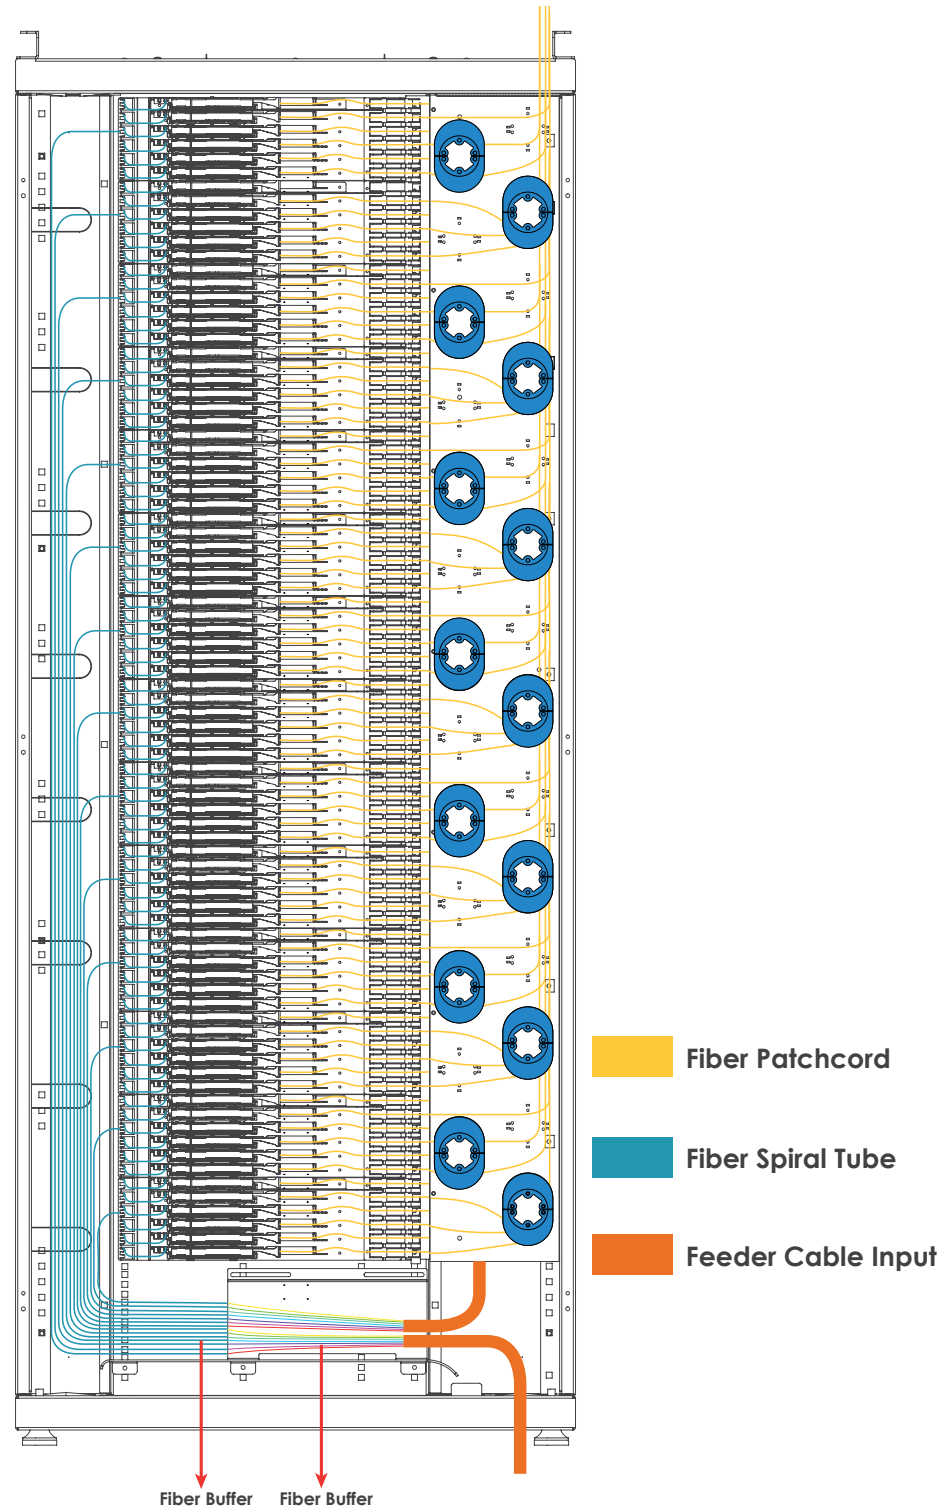 Fiber Patchcord
Fiber Spiral Tube
Feeder Cable Input
Fiber Buffer
Fiber Buffer